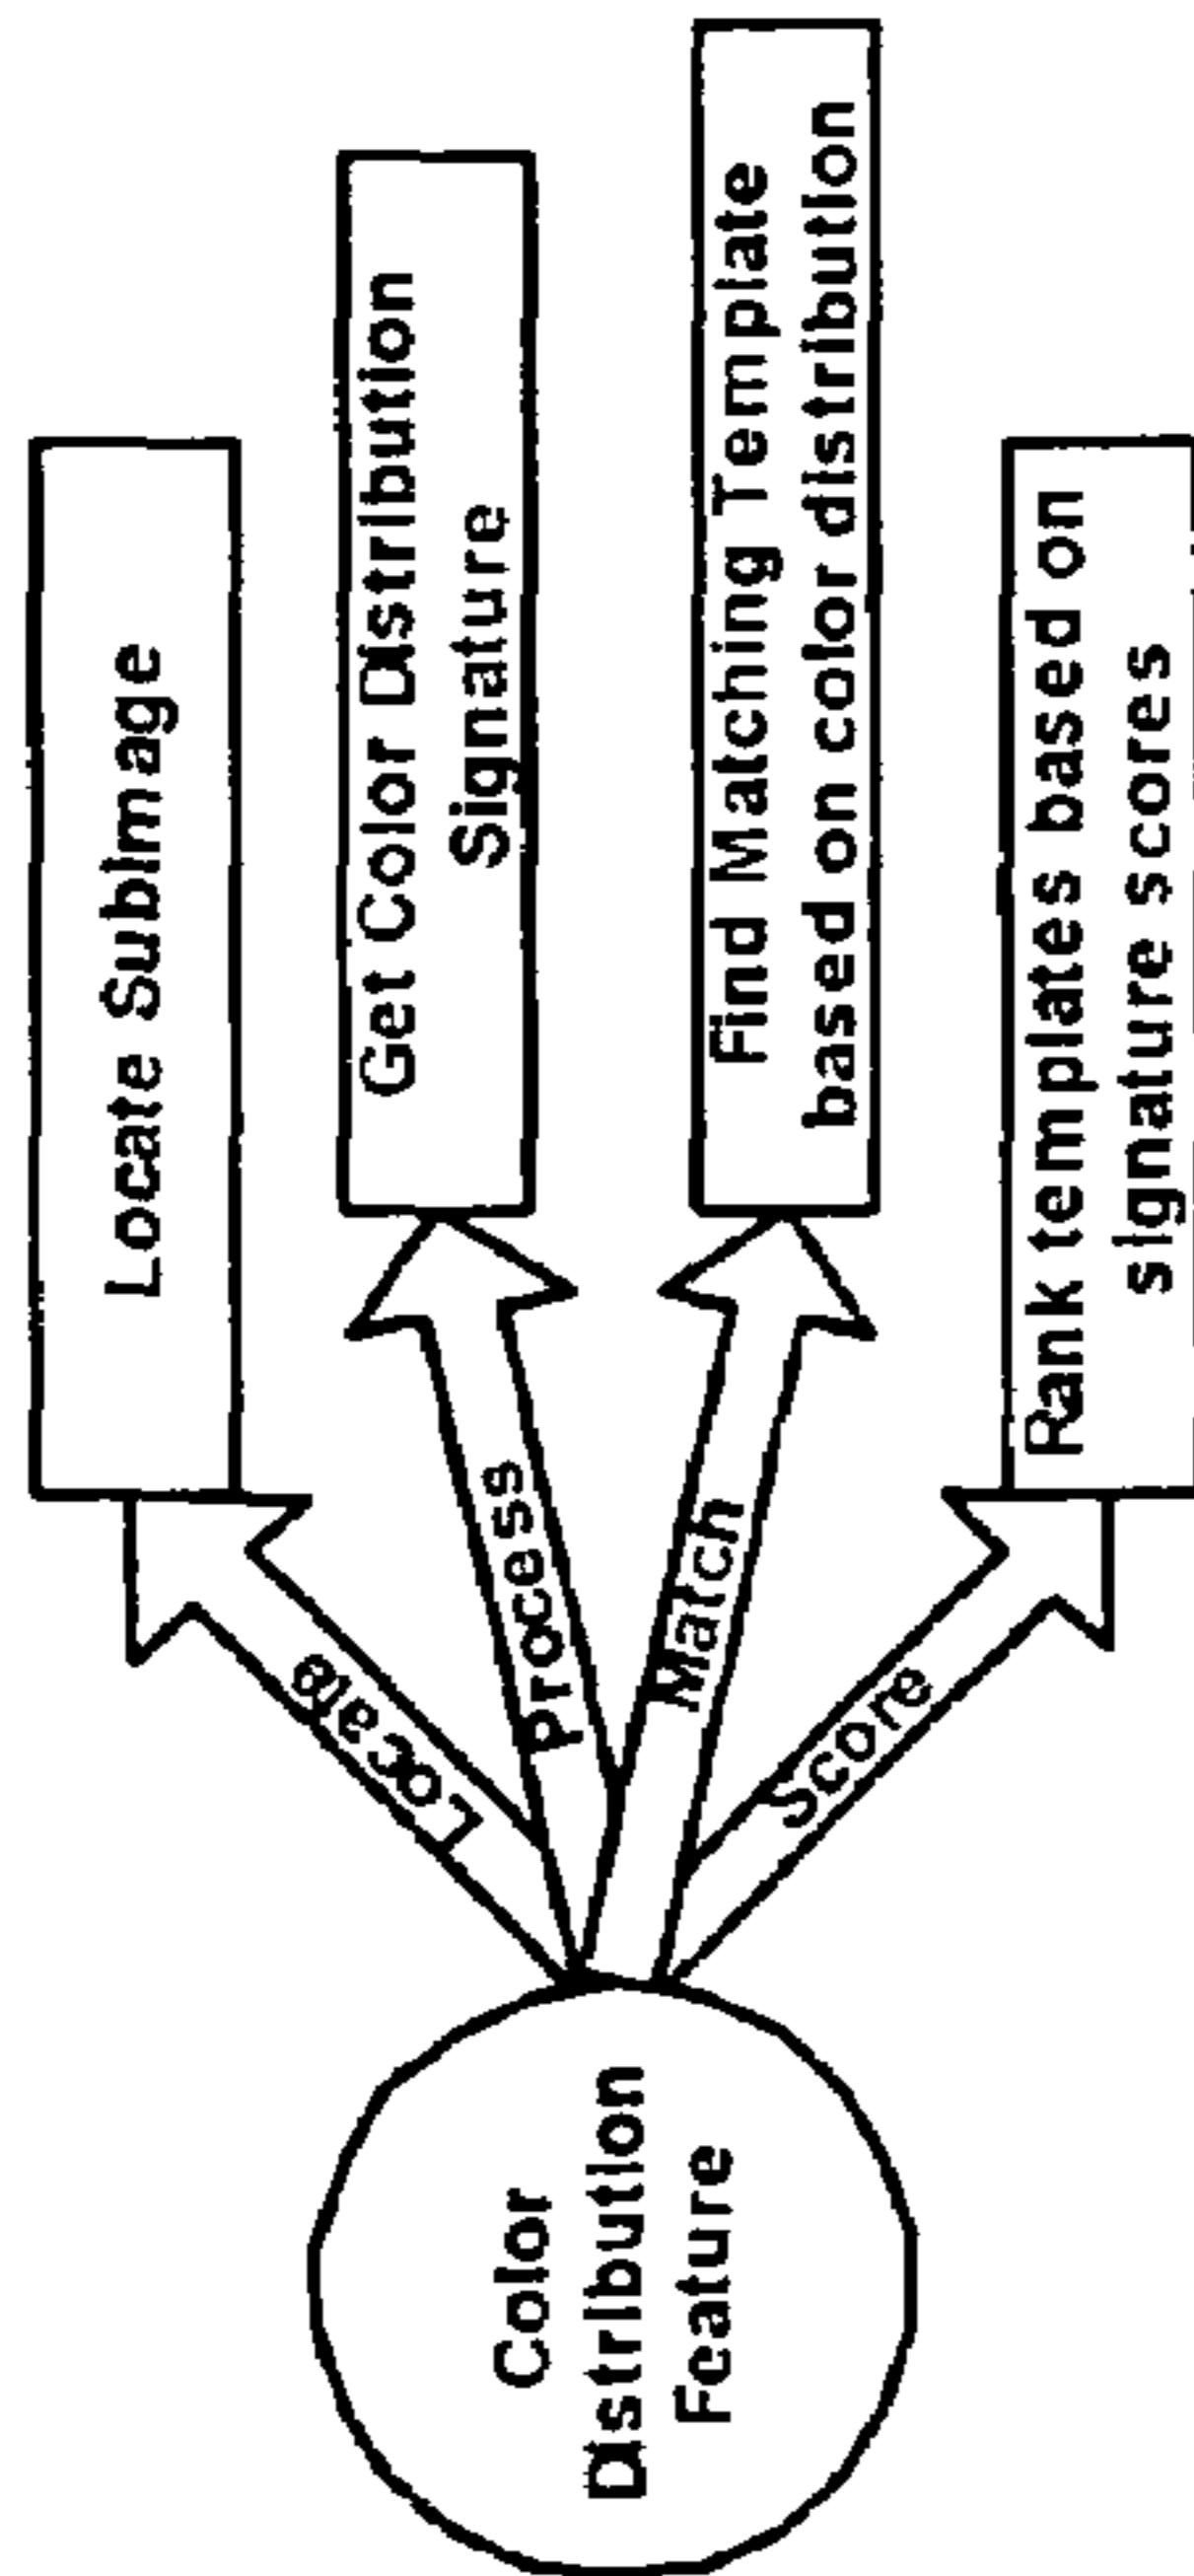 Locate Subimage
Get Color Distribution
Signature
Find Matching Template
based on color distribution
Rank templates based on
signature scores
Locate
Process
Match
Score
Color
Distribution
Feature